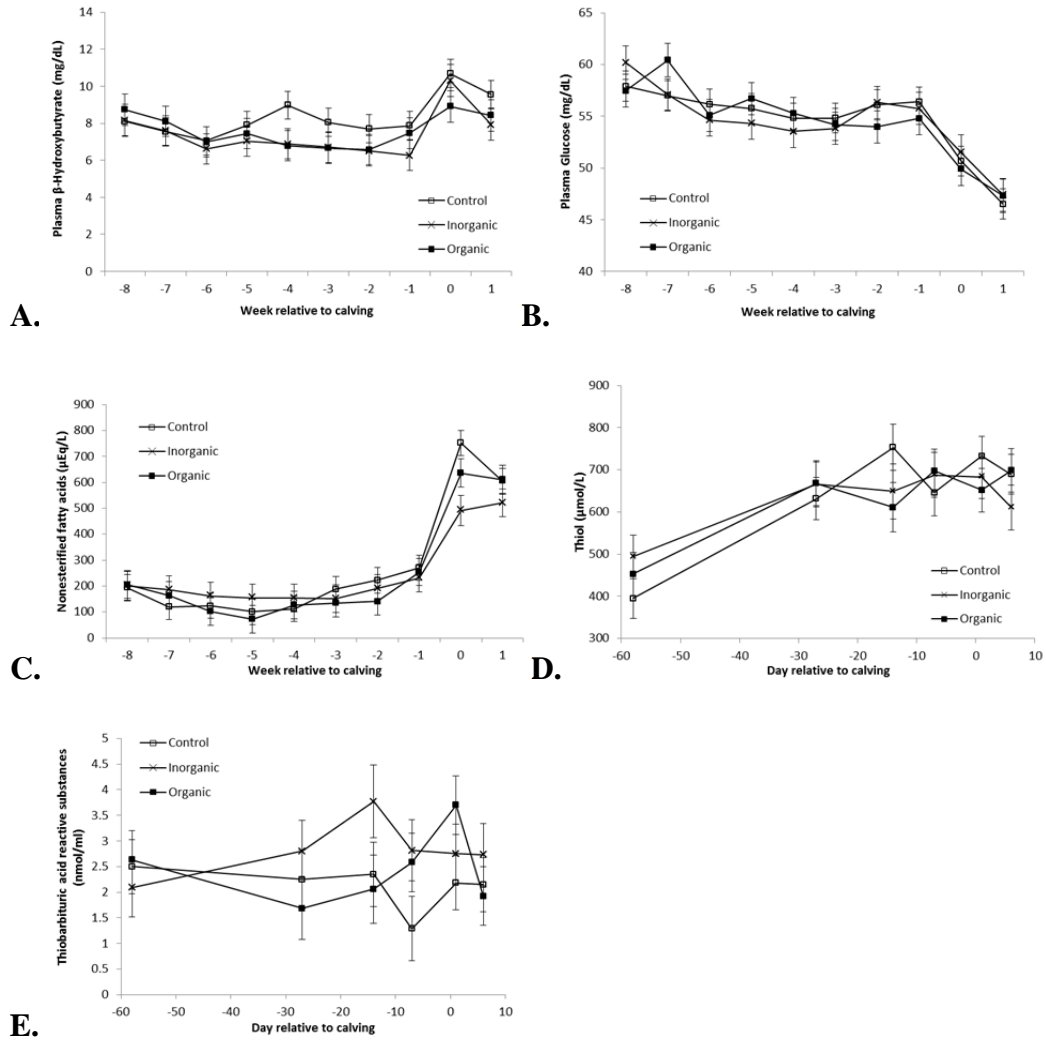 14
12
10
8
6
4
2
0
Plasma β-Hydroxybutyrate (mg/dL)
Control
Inorganic
Organic
-8 -7 -6 -5 -4 -3 -2 -1 0 1
Week relative to calving
A.
65
60
55
50
45
40
Plasma Glucose (mg/dL)
Control
Inorganic
Organic
-8 -7 -6 -5 -4 -3 -2 -1 0 1
Week relative to calving
B.
900
800
700
600
500
400
300
200
100
0
Nonesterified fatty acids (µEq/L)
Control
Inorganic
Organic
-8 -7 -6 -5 -4 -3 -2 -1 0 1
Week relative to calving
C.
900
800
700
600
500
400
300
Thiol (µmol/L)
Control
Inorganic
Organic
-60 -50 -40 -30 -20 -10 0 10
Day relative to calving
D.
5
4.5
4
3.5
3
2.5
2
1.5
1
0.5
0
Thiobarbituric acid reactive substances
(nmol/ml)
Control
Inorganic
Organic
-60 -50 -40 -30 -20 -10 0 10
Day relative to calving
E.